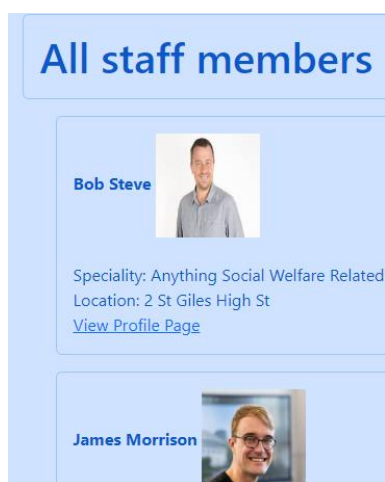 All staff members
Bob Steve
Speciality: Anything Social Welfare Related
Location: 2 St Giles High St
View Profile Page
James Morrison